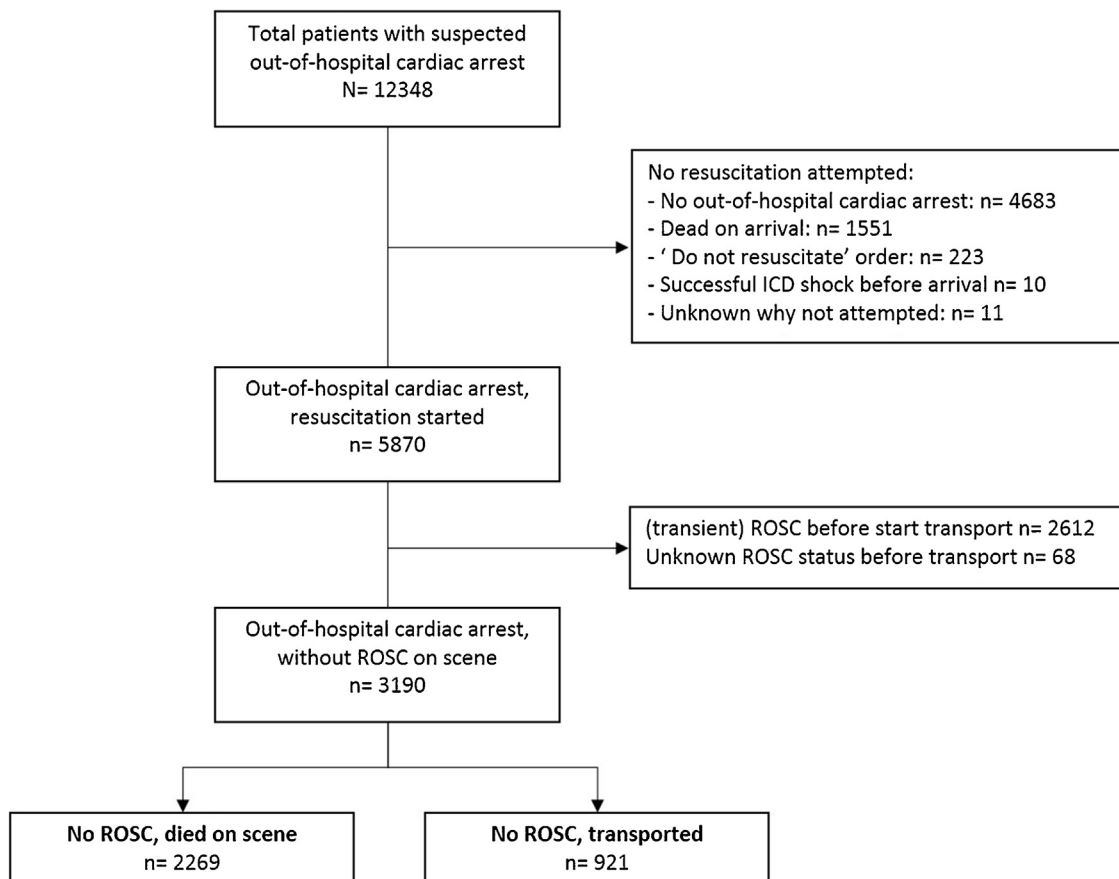 Total patients with suspected
out-of-hospital cardiac arrest
N= 12348
No resuscitation attempted:
- No out-of-hospital cardiac arrest: n= 4683
- Dead on arrival: n= 1551
- ‘ Do not resuscitate’ order: n= 223
- Successful ICD shock before arrival n= 10
- Unknown why not attempted: n= 11
Out-of-hospital cardiac arrest,
resuscitation started
n= 5870
(transient) ROSC before start transport n= 2612
Unknown ROSC status before transport n= 68
Out-of-hospital cardiac arrest,
without ROSC on scene
n= 3190
No ROSC, died on scene
n= 2269
No ROSC, transported
n= 921